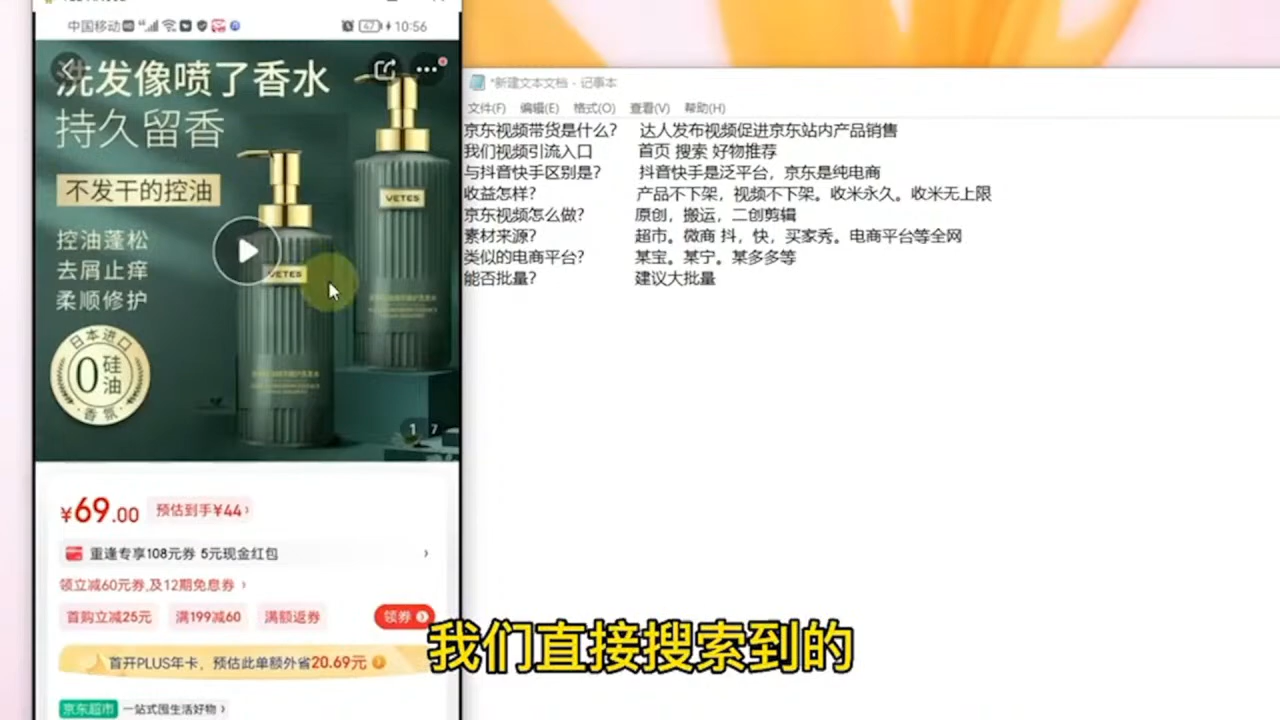 中国移动
10:56
洗发像喷了香水
持久留香
不发干的控油
控油蓬松
去屑止痒
柔顺修护
日本进口
0硅油
香氛
VETES
VETES
1 7
¥69.00 预估到手¥44›
重逢专享108元券 5元现金红包 ›
领立减60元券,及12期免息券 ›
首购立减25元 满199减60 满额返券 领券
首开PLUS年卡，预估此单额外省20.69元
京东超市 一站式囤生活好物 ›
*新建文本文档 - 记事本
文件(F) 编辑(E) 格式(O) 查看(V) 帮助(H)
京东视频带货是什么? 达人发布视频促进京东站内产品销售
我们视频引流入口 首页 搜索 好物推荐
与抖音快手区别是? 抖音快手是泛平台，京东是纯电商
收益怎样? 产品不下架，视频不下架。收米永久。收米无上限
京东视频怎么做? 原创，搬运，二创剪辑
素材来源? 超市。微商 抖，快，买家秀。电商平台等全网
类似的电商平台? 某宝。某宁。某多多等
能否批量? 建议大批量
我们直接搜索到的